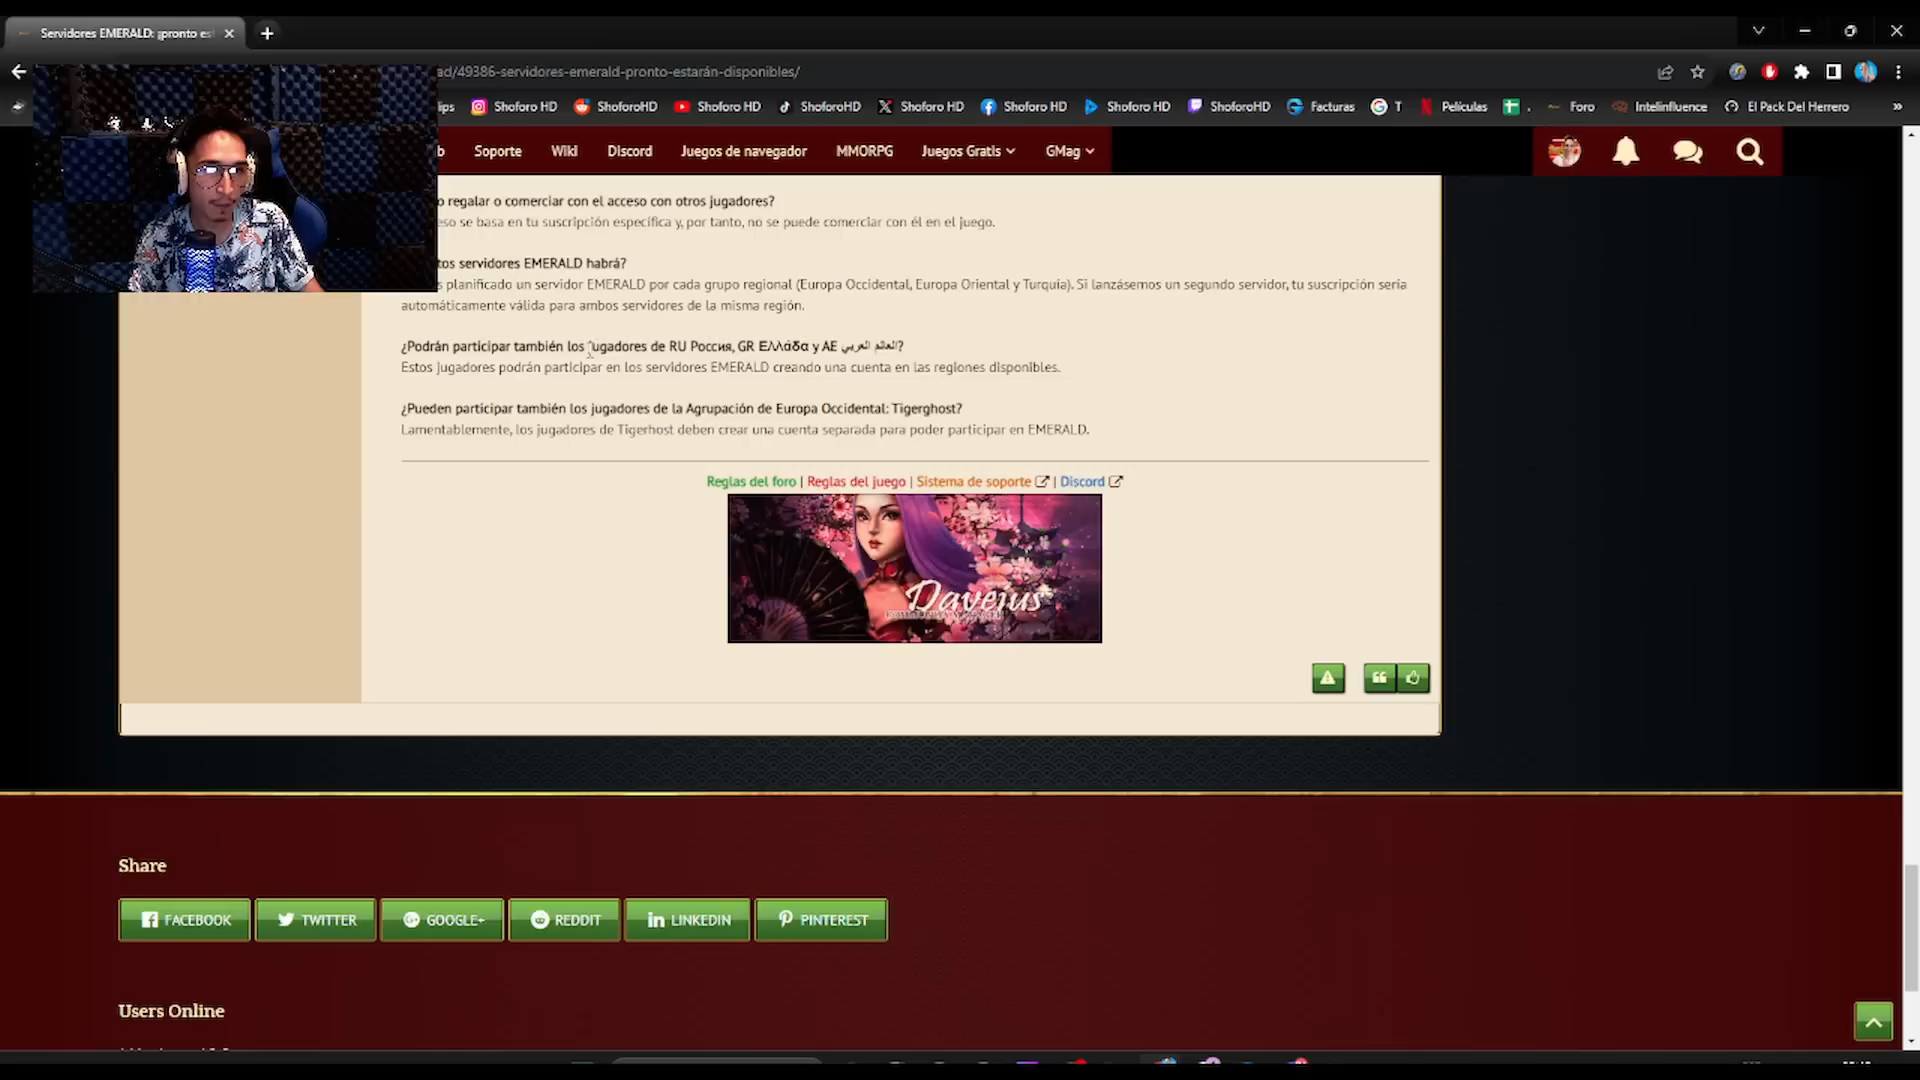 Servidores EMERALD: ¡pronto es
ad/49386-servidores-emerald-pronto-estarán-disponibles/
ips Shoforo HD ShoforoHD Shoforo HD ShoforoHD Shoforo HD Shoforo HD Shoforo HD ShoforoHD Facturas T Películas . Foro Intelinfluence El Pack Del Herrero »
b Soporte Wiki Discord Juegos de navegador MMORPG Juegos Gratis GMag
o regalar o comerciar con el acceso con otros jugadores?
eso se basa en tu suscripción específica y, por tanto, no se puede comerciar con él en el juego.
tos servidores EMERALD habrá?
s planificado un servidor EMERALD por cada grupo regional (Europa Occidental, Europa Oriental y Turquía). Si lanzásemos un segundo servidor, tu suscripción sería
automáticamente válida para ambos servidores de la misma región.
¿Podrán participar también los jugadores de RU Россия, GR Ελλάδα y AE العالم العربي?
Estos jugadores podrán participar en los servidores EMERALD creando una cuenta en las regiones disponibles.
¿Pueden participar también los jugadores de la Agrupación de Europa Occidental: Tigerghost?
Lamentablemente, los jugadores de Tigerhost deben crear una cuenta separada para poder participar en EMERALD.
Reglas del foro | Reglas del juego | Sistema de soporte | Discord
Davejus
Share
FACEBOOK TWITTER GOOGLE+ REDDIT LINKEDIN PINTEREST
Users Online